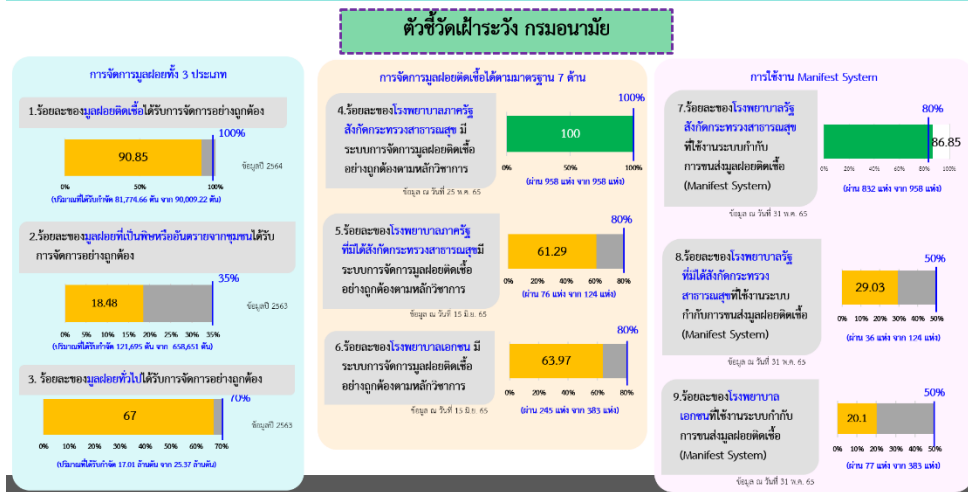 ตัวชี้วัดเฝ้าระวัง กรมอนามัย
การจัดการมูลฝอยทั้ง 3 ประเภท
1.ร้อยละของมูลฝอยติดเชื้อได้รับการจัดการอย่างถูกต้อง
100%
90.85
ข้อมูลปี 2564
0% 50% 100%
(ปริมาณที่ได้รับกำจัด 81,774.66 ตัน จาก 90,009.22 ตัน)
2.ร้อยละของมูลฝอยที่เป็นพิษหรืออันตรายจากชุมชนได้รับ
การจัดการอย่างถูกต้อง
35%
18.48
ข้อมูลปี 2563
0% 5% 10% 15% 20% 25% 30% 35%
(ปริมาณที่ได้รับกำจัด 121,695 ตัน จาก 658,651 ตัน)
3. ร้อยละของมูลฝอยทั่วไปได้รับการจัดการอย่างถูกต้อง
70%
67
ข้อมูลปี 2563
0% 10% 20% 30% 40% 50% 60% 70%
(ปริมาณที่ได้รับกำจัด 17.01 ล้านตัน จาก 25.37 ล้านตัน)
การจัดการมูลฝอยติดเชื้อได้ตามมาตรฐาน 7 ด้าน
4.ร้อยละของโรงพยาบาลภาครัฐ
สังกัดกระทรวงสาธารณสุข มี
ระบบการจัดการมูลฝอยติดเชื้อ
อย่างถูกต้องตามหลักวิชาการ
100%
100
0% 50% 100%
(ผ่าน 958 แห่ง จาก 958 แห่ง)
ข้อมูล ณ วันที่ 25 พ.ค. 65
5.ร้อยละของโรงพยาบาลภาครัฐ
ที่มิได้สังกัดกระทรวงสาธารณสุขมี
ระบบการจัดการมูลฝอยติดเชื้อ
อย่างถูกต้องตามหลักวิชาการ
80%
61.29
0% 20% 40% 60% 80%
(ผ่าน 76 แห่ง จาก 124 แห่ง)
ข้อมูล ณ วันที่ 15 มิ.ย. 65
6.ร้อยละของโรงพยาบาลเอกชน มี
ระบบการจัดการมูลฝอยติดเชื้อ
อย่างถูกต้องตามหลักวิชาการ
80%
63.97
0% 20% 40% 60% 80%
(ผ่าน 245 แห่ง จาก 383 แห่ง)
ข้อมูล ณ วันที่ 15 มิ.ย. 65
การใช้งาน Manifest System
7.ร้อยละของโรงพยาบาลรัฐ
สังกัดกระทรวงสาธารณสุข
ที่ใช้งานระบบกำกับ
การขนส่งมูลฝอยติดเชื้อ
(Manifest System)
80%
86.85
0% 20% 40% 60% 80% 100%
(ผ่าน 832 แห่ง จาก 958 แห่ง)
ข้อมูล ณ วันที่ 31 พ.ค. 65
8.ร้อยละของโรงพยาบาลรัฐ
ที่มิได้สังกัดกระทรวง
สาธารณสุขที่ใช้งานระบบ
กำกับการขนส่งมูลฝอยติดเชื้อ
(Manifest System)
50%
29.03
0% 10% 20% 30% 40% 50%
(ผ่าน 36 แห่ง จาก 124 แห่ง)
ข้อมูล ณ วันที่ 31 พ.ค. 65
9.ร้อยละของโรงพยาบาล
เอกชนที่ใช้งานระบบกำกับ
การขนส่งมูลฝอยติดเชื้อ
(Manifest System)
50%
20.1
0% 10% 20% 30% 40% 50%
(ผ่าน 77 แห่ง จาก 383 แห่ง)
ข้อมูล ณ วันที่ 31 พ.ค. 65